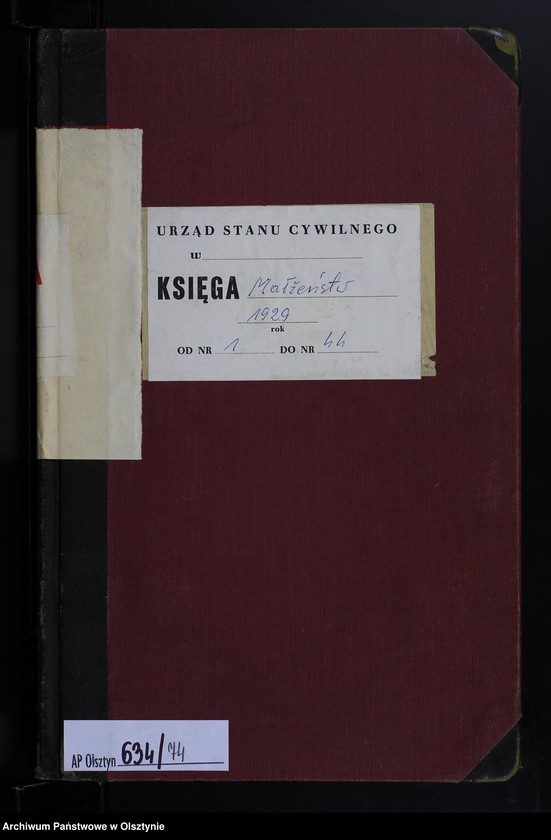 URZĄD STANU CYWILNEGO
w
KSIĘGA Małżeństw
1929
rok
OD NR 1 DO NR 44
AP Olsztyn 634/74
Archiwum Państwowe w Olsztynie